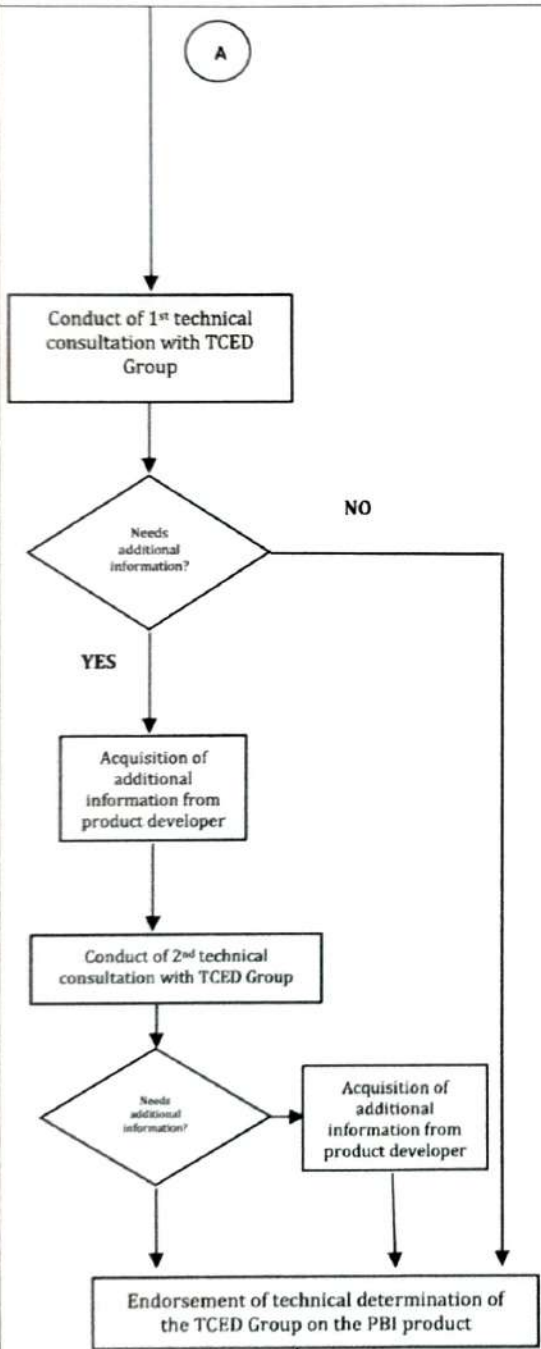 A
Conduct of 1st technical
consultation with TCED
Group
Needs
additional
information?
NO
YES
Acquisition of
additional
information from
product developer
Conduct of 2nd technical
consultation with TCED Group
Needs
additional
information?
Acquisition of
additional
information from
product developer
Endorsement of technical determination of
the TCED Group on the PBI product